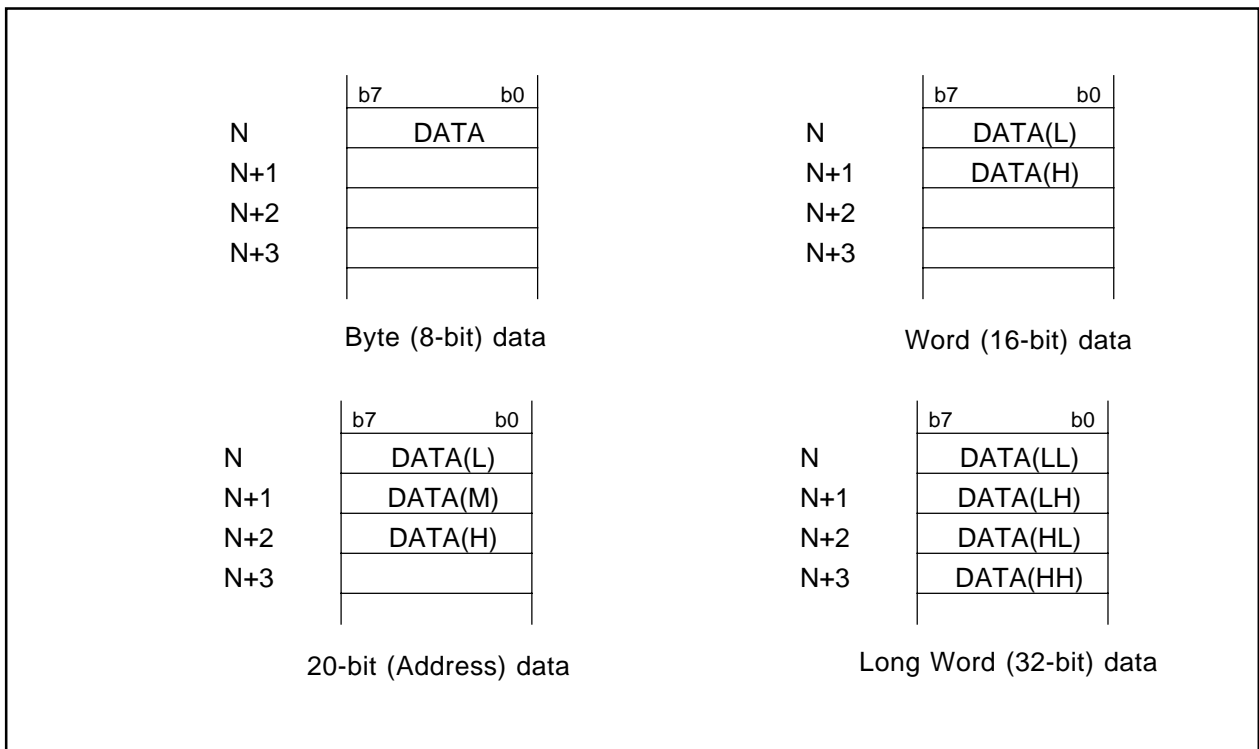 b7 b0
N DATA
N+1
N+2
N+3
Byte (8-bit) data
b7 b0
N DATA(L)
N+1 DATA(H)
N+2
N+3
Word (16-bit) data
b7 b0
N DATA(L)
N+1 DATA(M)
N+2 DATA(H)
N+3
20-bit (Address) data
b7 b0
N DATA(LL)
N+1 DATA(LH)
N+2 DATA(HL)
N+3 DATA(HH)
Long Word (32-bit) data